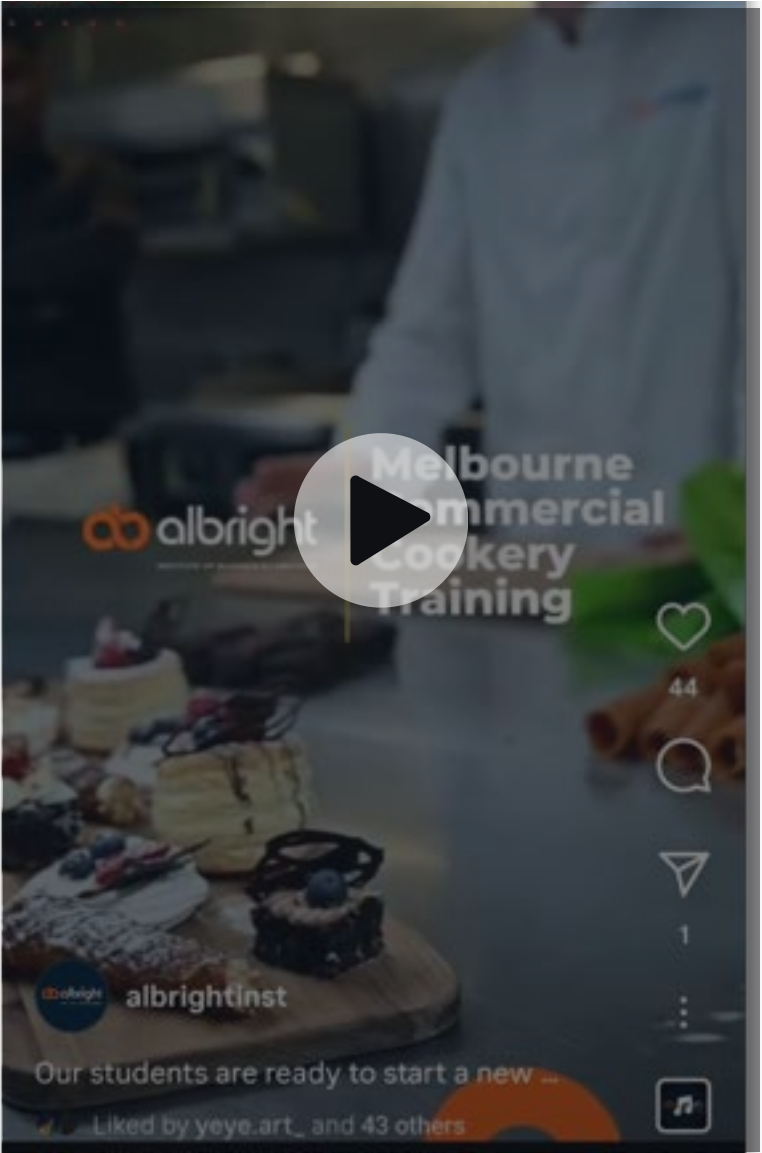 albright
Melbourne
Commercial
Cookery
Training
44
1
albright
albrightinst
Our students are ready to start a new ...
Liked by yeye.art_ and 43 others